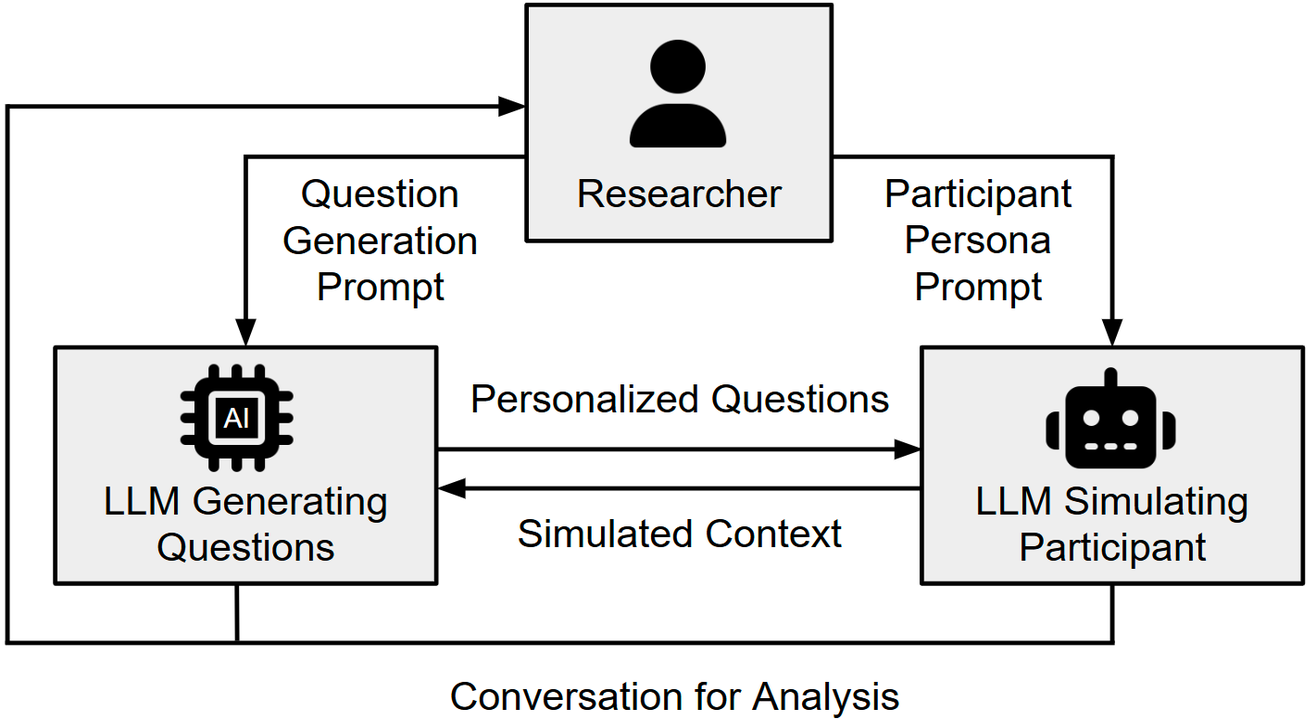 Researcher
Question
Generation
Prompt
Participant
Persona
Prompt
AI
LLM Generating
Questions
Personalized Questions
Simulated Context
LLM Simulating
Participant
Conversation for Analysis